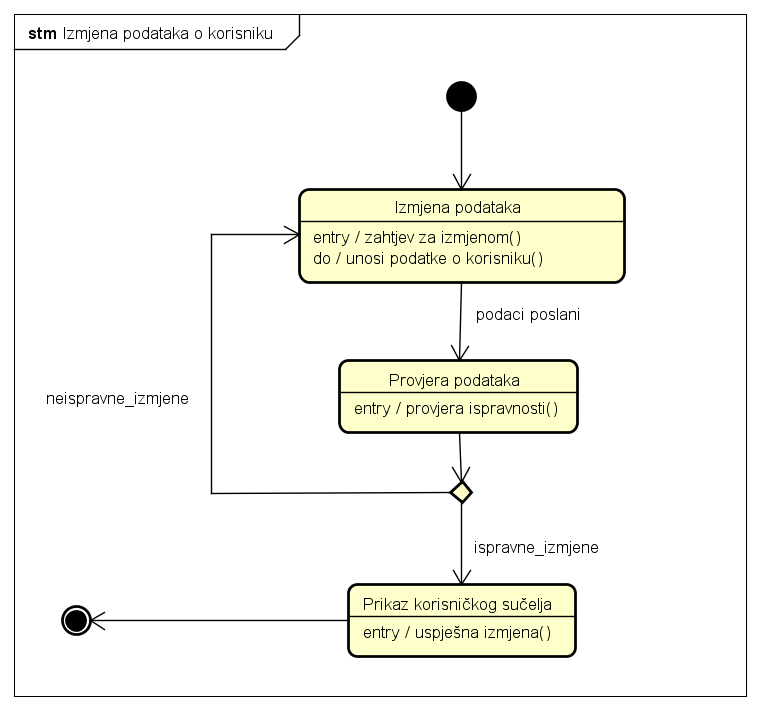 stm Izmjena podataka o korisniku
Izmjena podataka
entry / zahtjev za izmjenom()
do / unosi podatke o korisniku()
podaci poslani
Provjera podataka
neispravne_izmjene
entry / provjera ispravnosti()
ispravne_izmjene
Prikaz korisničkog sučelja
entry / uspješna izmjena()